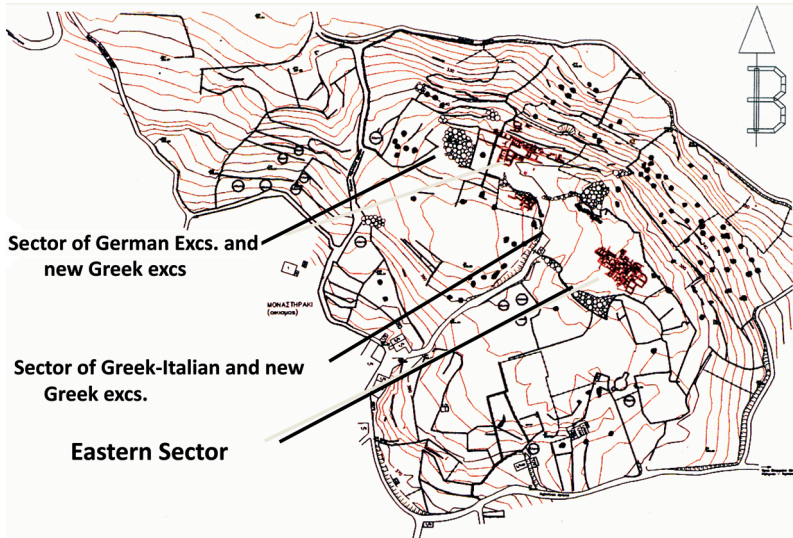 Sector of German Excs. and
new Greek excs
ΜΟΝΑΣΤΗΡΑΚΙ
(οικισμος)
Sector of Greek-Italian and new
Greek excs.
Eastern Sector
B